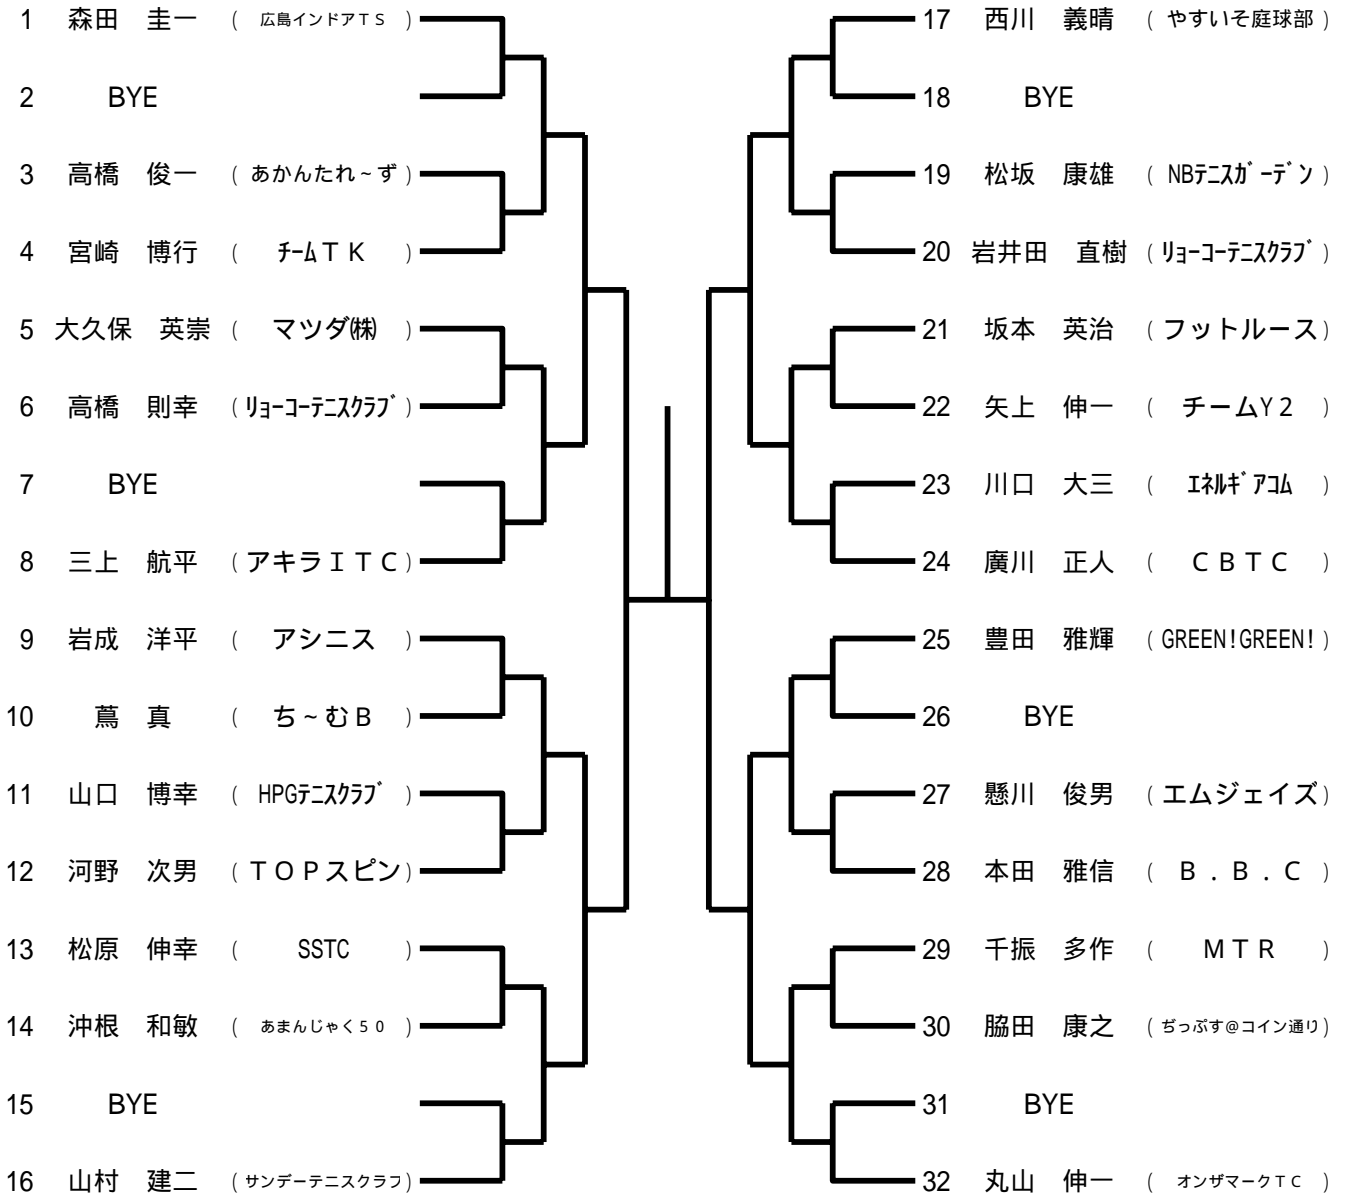 1 森田 圭一 ( 広島インドアＴＳ )
2 BYE
3 高橋 俊一 ( あかんたれ～ず )
4 宮崎 博行 ( ﾁｰﾑＴＫ )
5 大久保 英崇 ( マツダ㈱ )
6 高橋 則幸 ( ﾘｮｰｺｰﾃﾆｽｸﾗﾌﾞ )
7 BYE
8 三上 航平 ( アキラＩＴＣ )
9 岩成 洋平 ( アシニス )
10 蔦 真 ( ち～むＢ )
11 山口 博幸 ( HPGﾃﾆｽｸﾗﾌﾞ )
12 河野 次男 ( ＴＯＰスピン )
13 松原 伸幸 ( SSTC )
14 沖根 和敏 ( あまんじゃく５０ )
15 BYE
16 山村 建二 ( サンデーテニスクラブ )
17 西川 義晴 ( やすいそ庭球部 )
18 BYE
19 松坂 康雄 ( NBﾃﾆｽｶﾞｰﾃﾞﾝ )
20 岩井田 直樹 ( ﾘｮｰｺｰﾃﾆｽｸﾗﾌﾞ )
21 坂本 英治 ( フットルース )
22 矢上 伸一 ( チームY２ )
23 川口 大三 ( ｴﾈﾙｷﾞｱｺﾑ )
24 廣川 正人 ( ＣＢＴＣ )
25 豊田 雅輝 ( GREEN!GREEN! )
26 BYE
27 懸川 俊男 ( エムジェイズ )
28 本田 雅信 ( Ｂ．Ｂ．Ｃ )
29 千振 多作 ( ＭＴＲ )
30 脇田 康之 ( ぢっぷす@コイン通り )
31 BYE
32 丸山 伸一 ( オンザマークＴＣ )